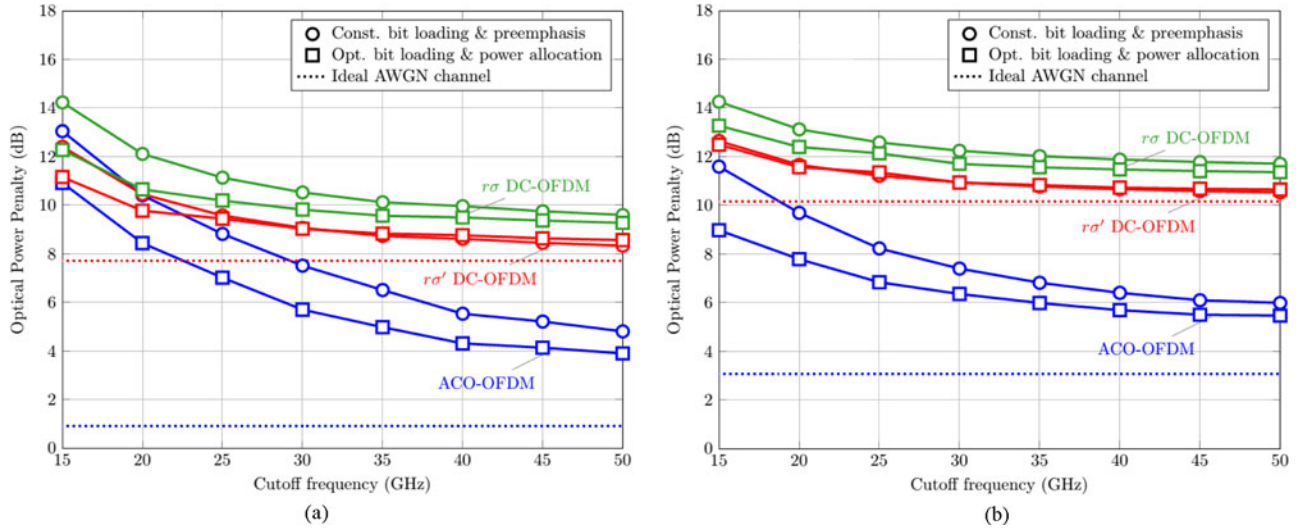 18
16
14
12
10
8
6
4
2
0
Optical Power Penalty (dB)
Const. bit loading & preemphasis
Opt. bit loading & power allocation
Ideal AWGN channel
rσ DC-OFDM
rσ′ DC-OFDM
ACO-OFDM
15 20 25 30 35 40 45 50
Cutoff frequency (GHz)
(a)
18
16
14
12
10
8
6
4
2
0
Optical Power Penalty (dB)
Const. bit loading & preemphasis
Opt. bit loading & power allocation
Ideal AWGN channel
rσ DC-OFDM
rσ′ DC-OFDM
ACO-OFDM
15 20 25 30 35 40 45 50
Cutoff frequency (GHz)
(b)